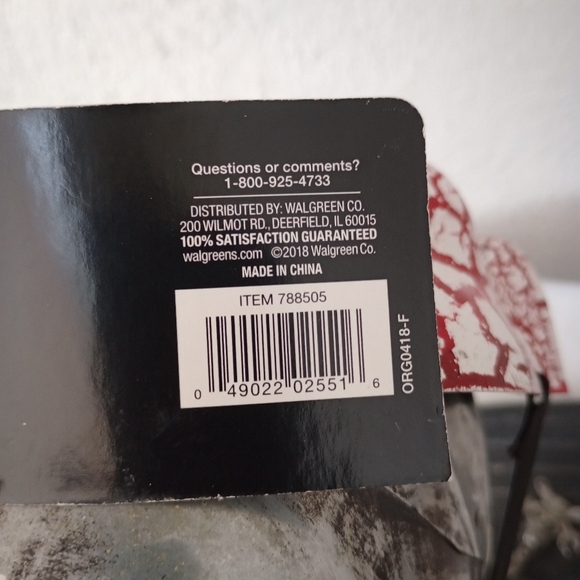 Questions or comments?
1-800-925-4733
DISTRIBUTED BY: WALGREEN CO.
200 WILMOT RD., DEERFIELD, IL 60015
100% SATISFACTION GUARANTEED
walgreens.com ©2018 Walgreen Co.
MADE IN CHINA
ITEM 788505
0 49022 02551 6
ORG0418-F